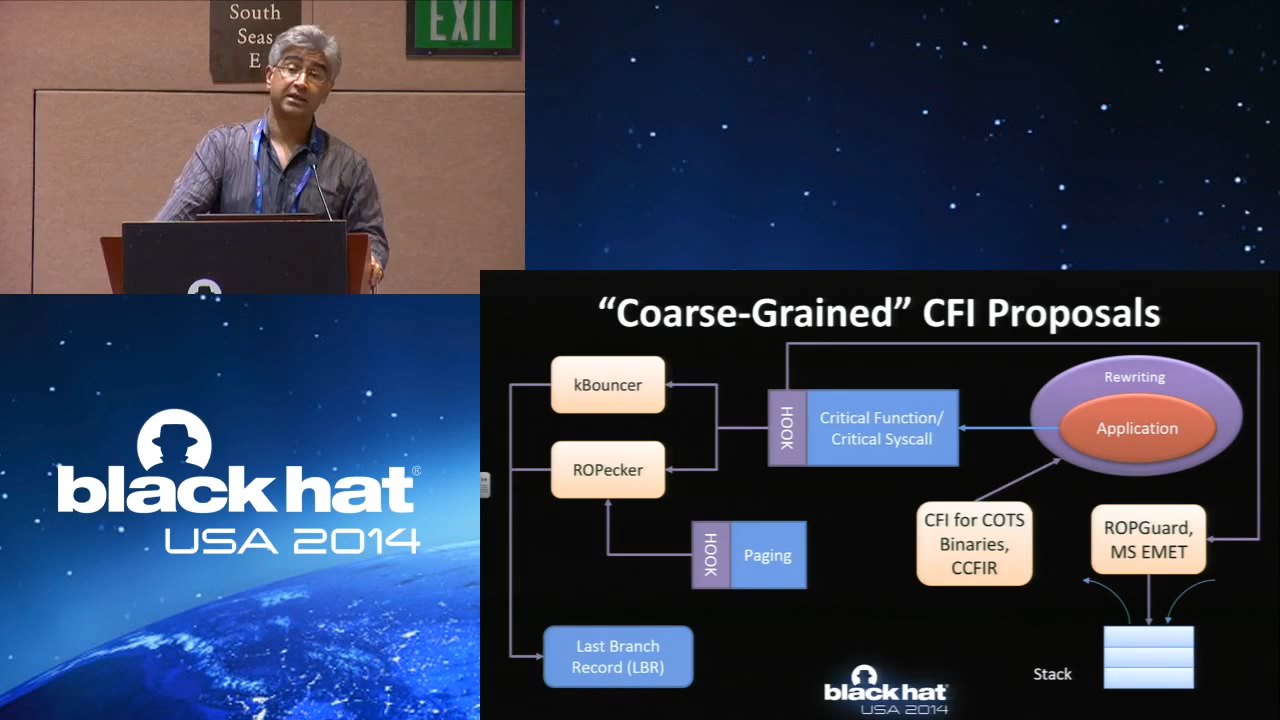 South
Seas
E
EXIT
"Coarse-Grained" CFI Proposals
kBouncer
HOOK
Critical Function/
Critical Syscall
Rewriting
Application
ROPecker
HOOK
Paging
CFI for COTS
Binaries,
CCFIR
ROPGuard,
MS EMET
Last Branch
Record (LBR)
Stack
black hat
USA 2014
black hat®
USA 2014